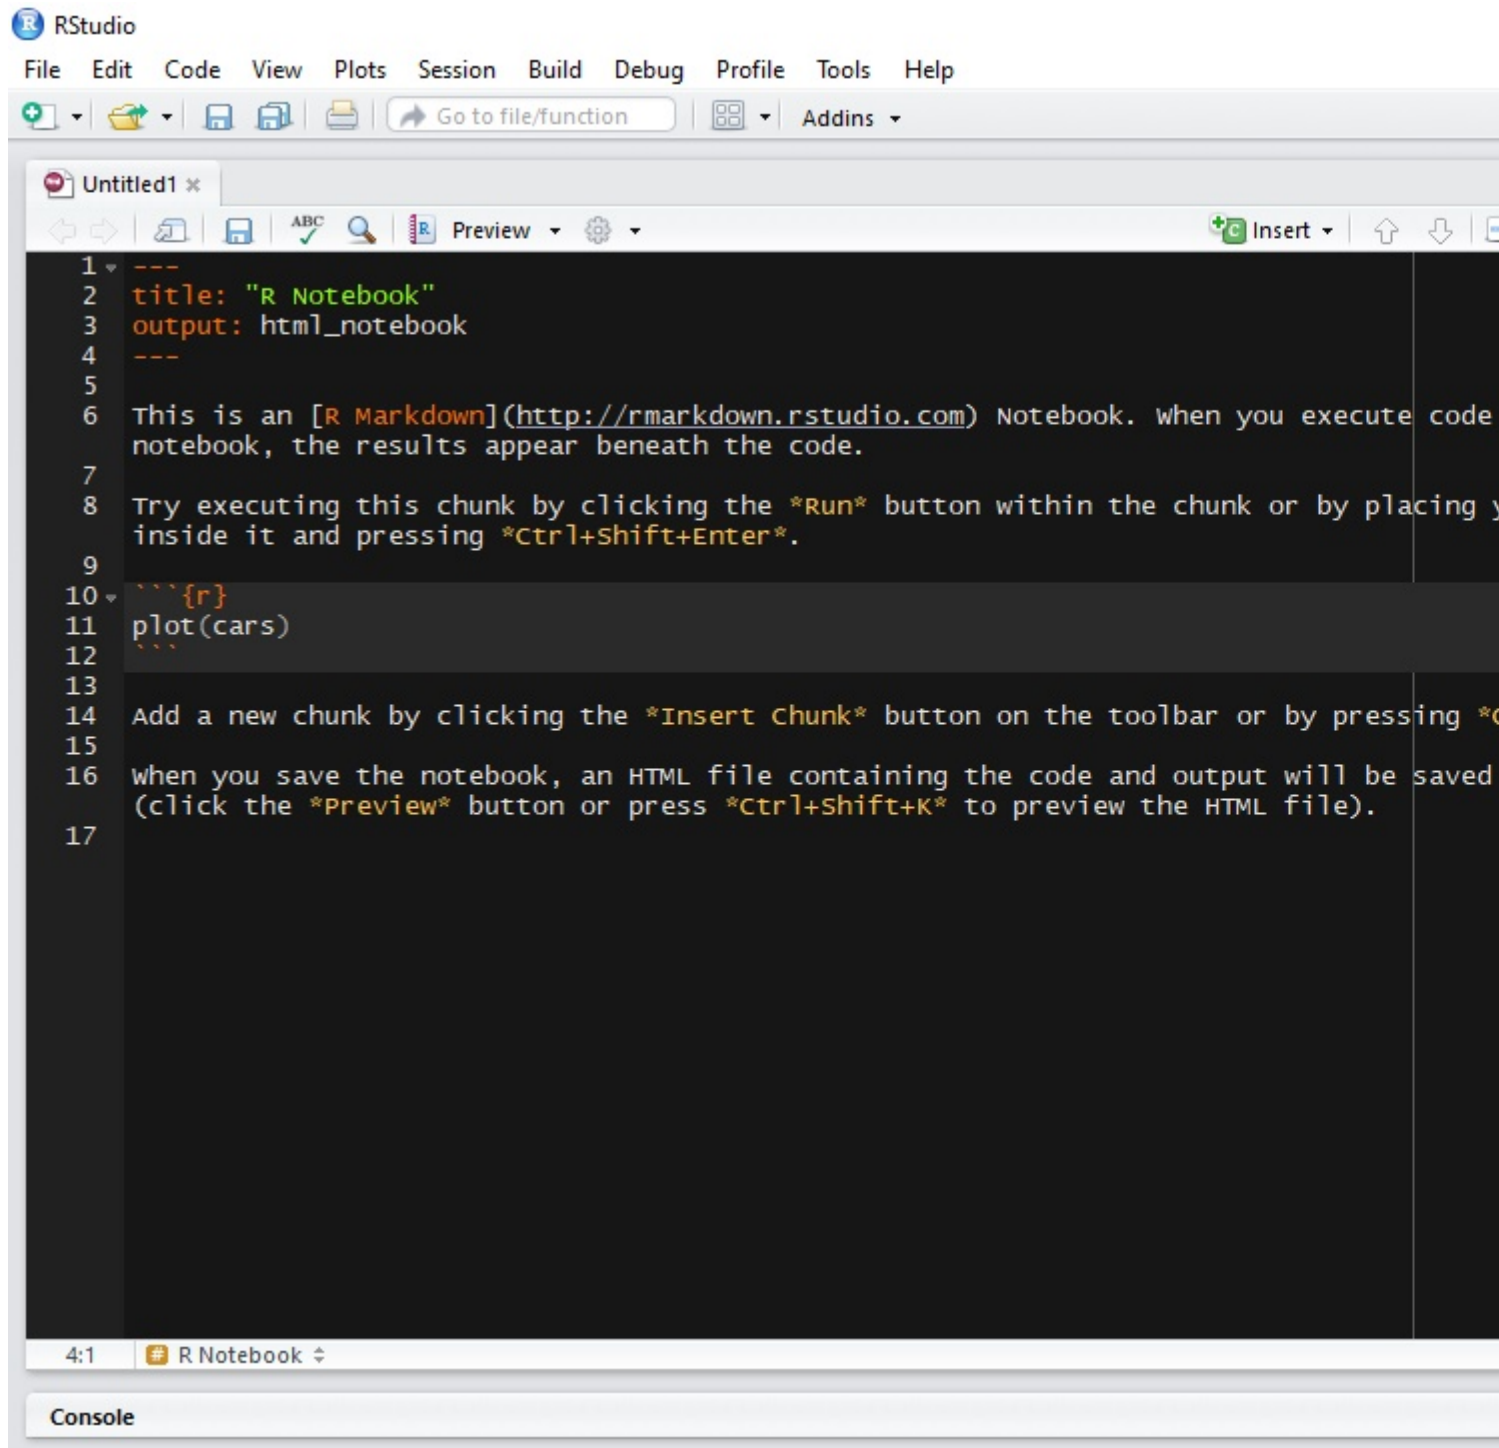 RStudio
File Edit Code View Plots Session Build Debug Profile Tools Help
Go to file/function Addins
Untitled1
ABC Preview Insert
1 ---
2 title: "R Notebook"
3 output: html_notebook
4 ---
5
6 This is an [R Markdown](http://rmarkdown.rstudio.com) Notebook. When you execute code
notebook, the results appear beneath the code.
7
8 Try executing this chunk by clicking the *Run* button within the chunk or by placing
inside it and pressing *Ctrl+Shift+Enter*.
9
10 ```{r}
11 plot(cars)
12 ```
13
14 Add a new chunk by clicking the *Insert Chunk* button on the toolbar or by pressing
15
16 When you save the notebook, an HTML file containing the code and output will be saved
(click the *Preview* button or press *Ctrl+Shift+K* to preview the HTML file).
17
4:1 # R Notebook
Console